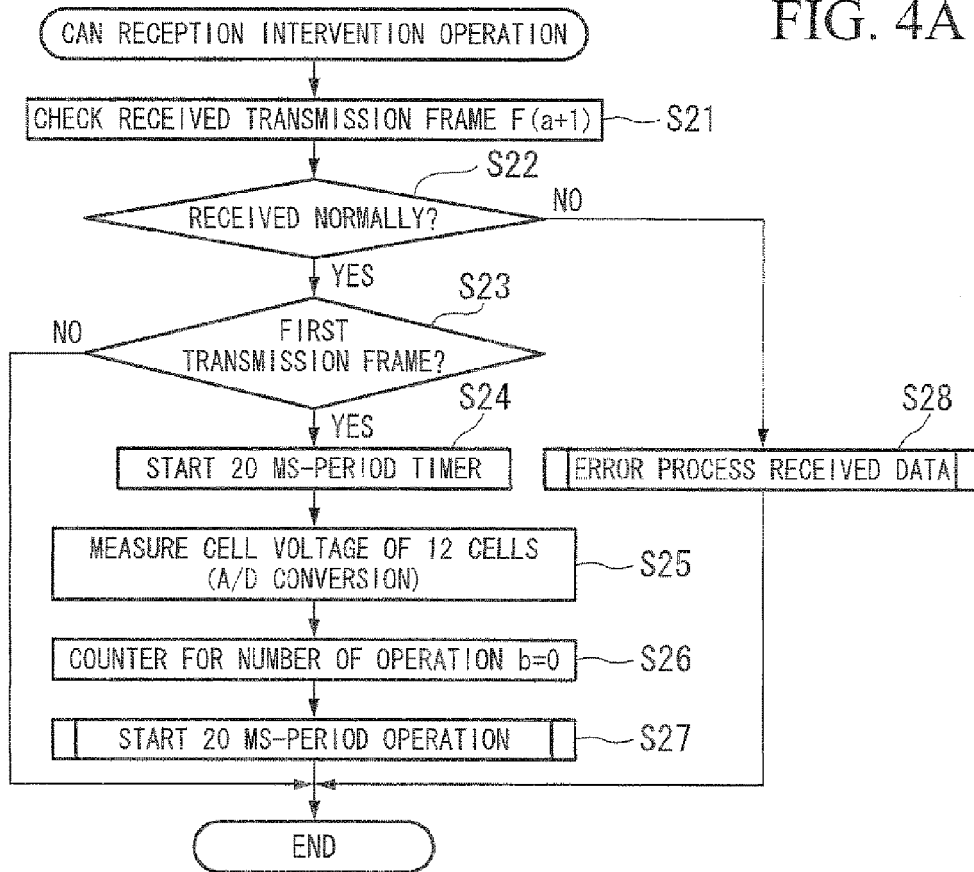 FIG. 4A
CAN RECEPTION INTERVENTION OPERATION
CHECK RECEIVED TRANSMISSION FRAME F(a+1)
S21
S22
RECEIVED NORMALLY?
NO
YES
S23
NO
FIRST
TRANSMISSION FRAME?
S24
YES
START 20 MS-PERIOD TIMER
S28
ERROR PROCESS RECEIVED DATA
MEASURE CELL VOLTAGE OF 12 CELLS
(A/D CONVERSION)
S25
COUNTER FOR NUMBER OF OPERATION b=0
S26
START 20 MS-PERIOD OPERATION
S27
END